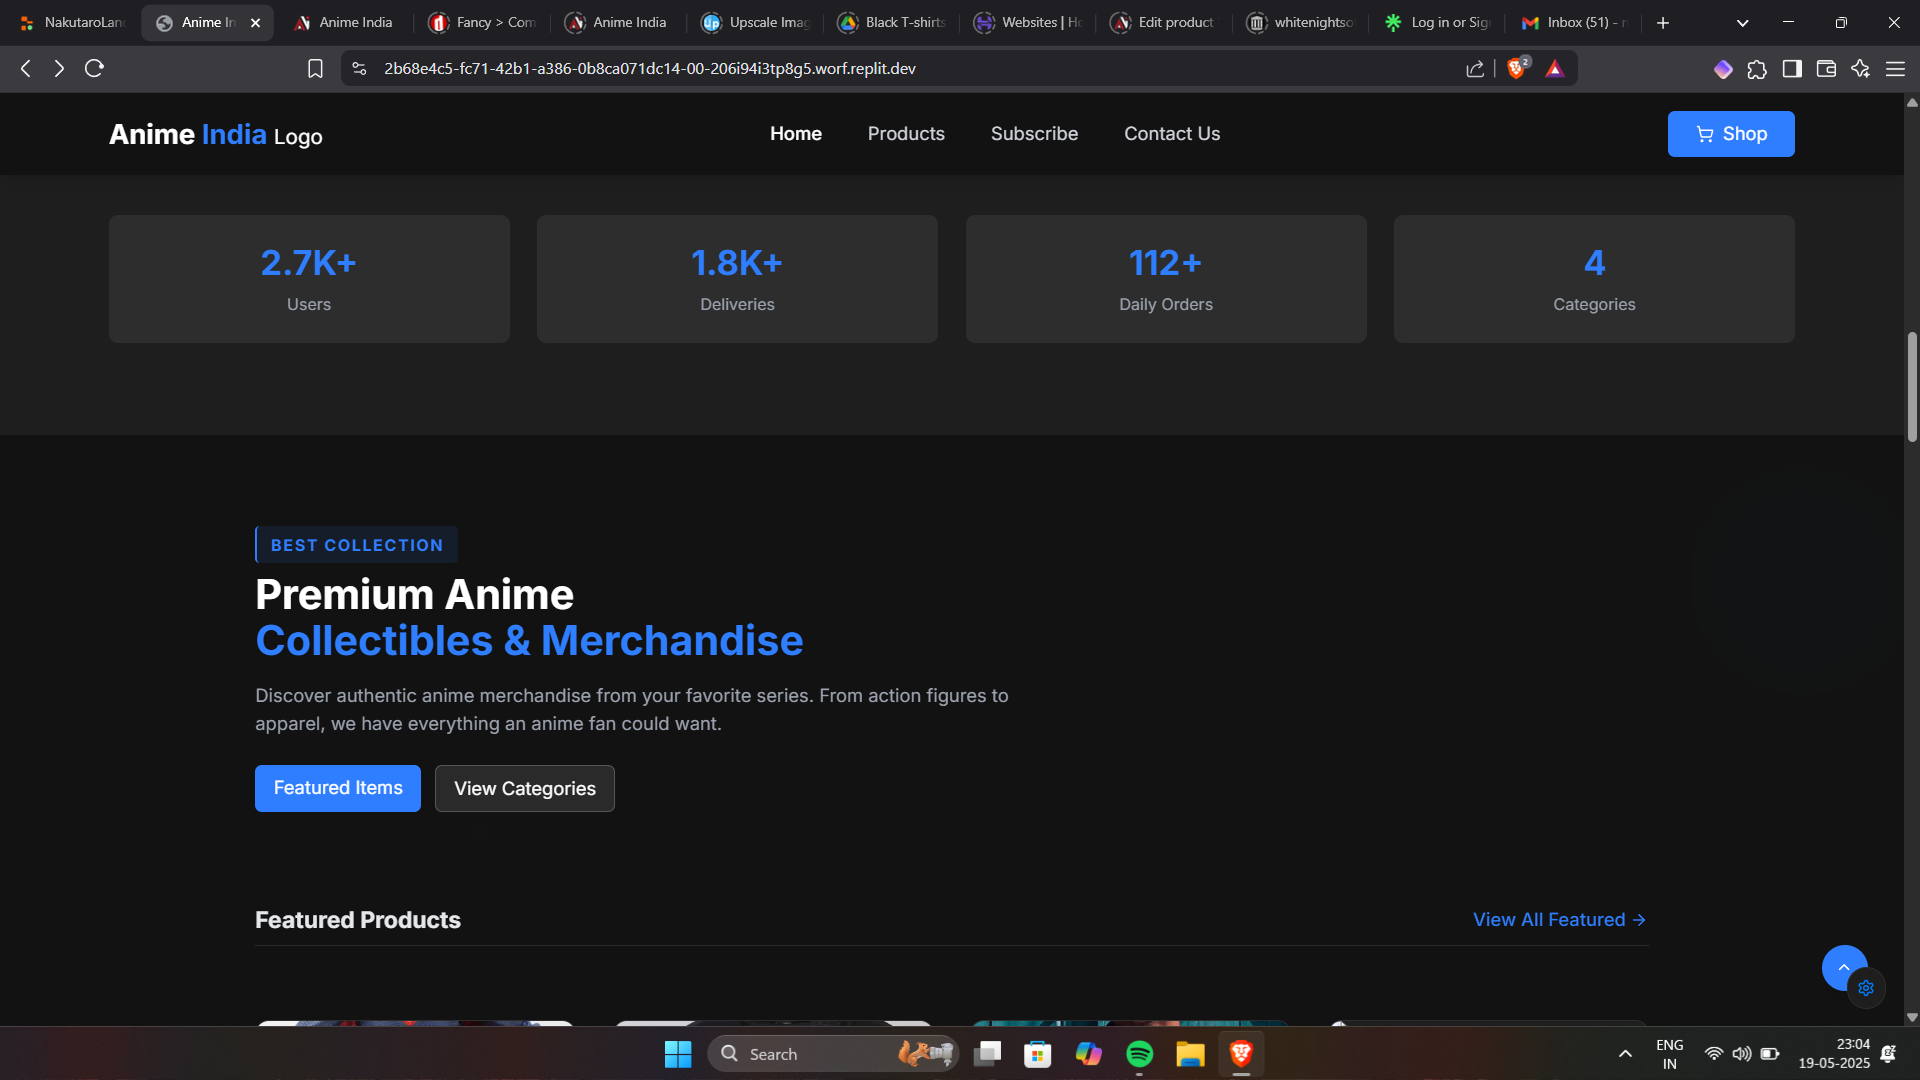 NakutaroLan
Anime In
Anime India
Fancy > Com
Anime India
Upscale Imag
Black T-shirts
Websites | Ho
Edit product
whitenightso
Log in or Sig
Inbox (51) -
2b68e4c5-fc71-42b1-a386-0b8ca071dc14-00-206i94i3tp8g5.worf.replit.dev
2
Anime India Logo
Home
Products
Subscribe
Contact Us
Shop
2.7K+
Users
1.8K+
Deliveries
112+
Daily Orders
4
Categories
BEST COLLECTION
Premium Anime
Collectibles & Merchandise
Discover authentic anime merchandise from your favorite series. From action figures to
apparel, we have everything an anime fan could want.
Featured Items
View Categories
Featured Products
View All Featured →
Search
ENG
IN
23:04
19-05-2025